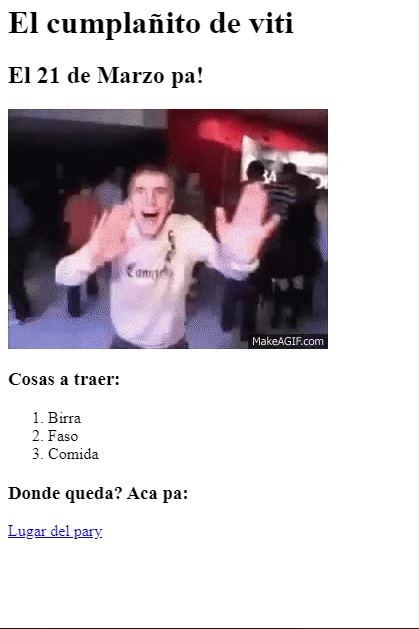 El cumplañito de viti
El 21 de Marzo pa!
MakeAGIF.com
Cosas a traer:
1. Birra
2. Faso
3. Comida
Donde queda? Aca pa:
Lugar del pary